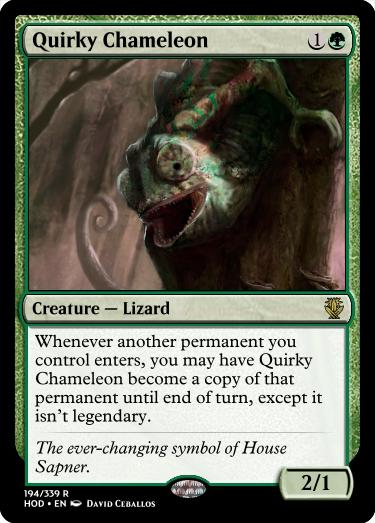 Quirky Chameleon 1
Creature — Lizard
Whenever another permanent you
control enters, you may have Quirky
Chameleon become a copy of that
permanent until end of turn, except it
isn't legendary.
The ever-changing symbol of House
Sapner.
2/1
194/339 R
HOD • EN DAVID CEBALLOS